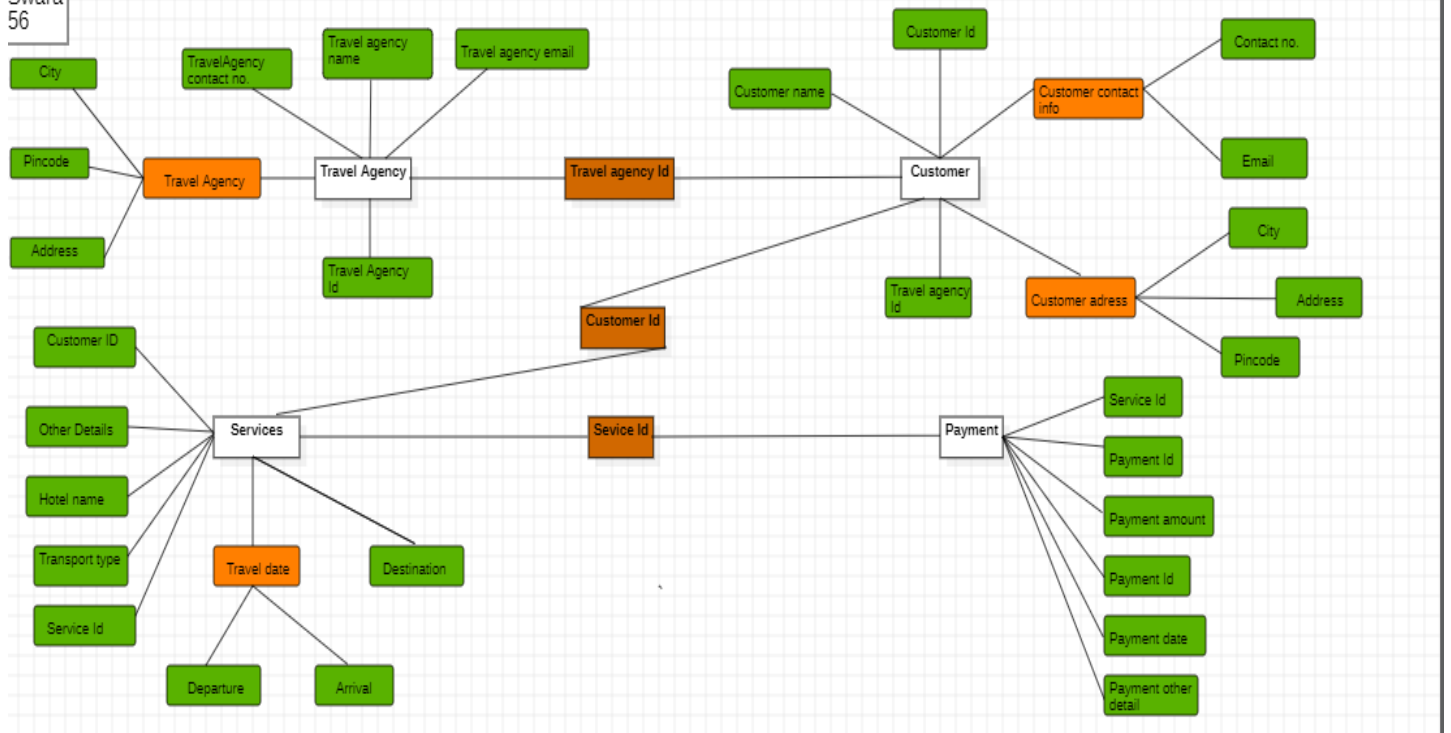 Swara
56
Customer Id
Contact no.
Travel agency
name
Travel agency email
City
TravelAgency
contact no.
Customer name
Customer contact
info
Pincode
Email
Travel Agency
Travel Agency
Travel agency Id
Customer
City
Address
Travel Agency
Id
Travel agency
Id
Customer adress
Address
Customer Id
Customer ID
Pincode
Service Id
Other Details
Services
Sevice Id
Payment
Payment Id
Hotel name
Payment amount
Transport type
Travel date
Destination
Payment Id
Service Id
Payment date
Departure
Arrival
Payment other
detail